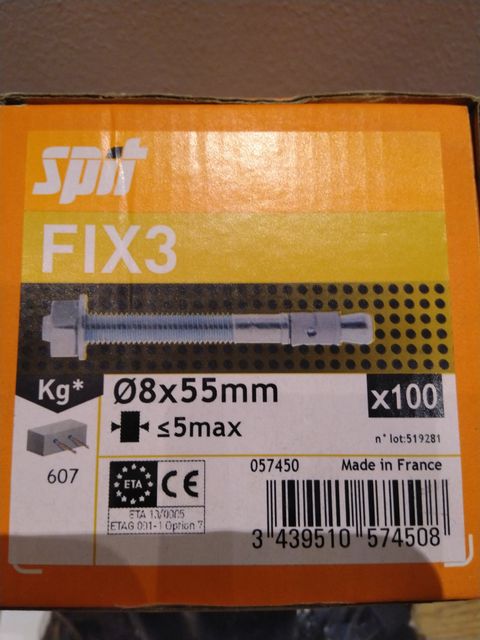 spit
FIX3
Kg*
Ø8x55mm
x100
≤5max
n° lot:519281
607
ETA
CE
057450
Made in France
ETA 13/0005
ETAG 001-1 Option 7
3 439510 574508